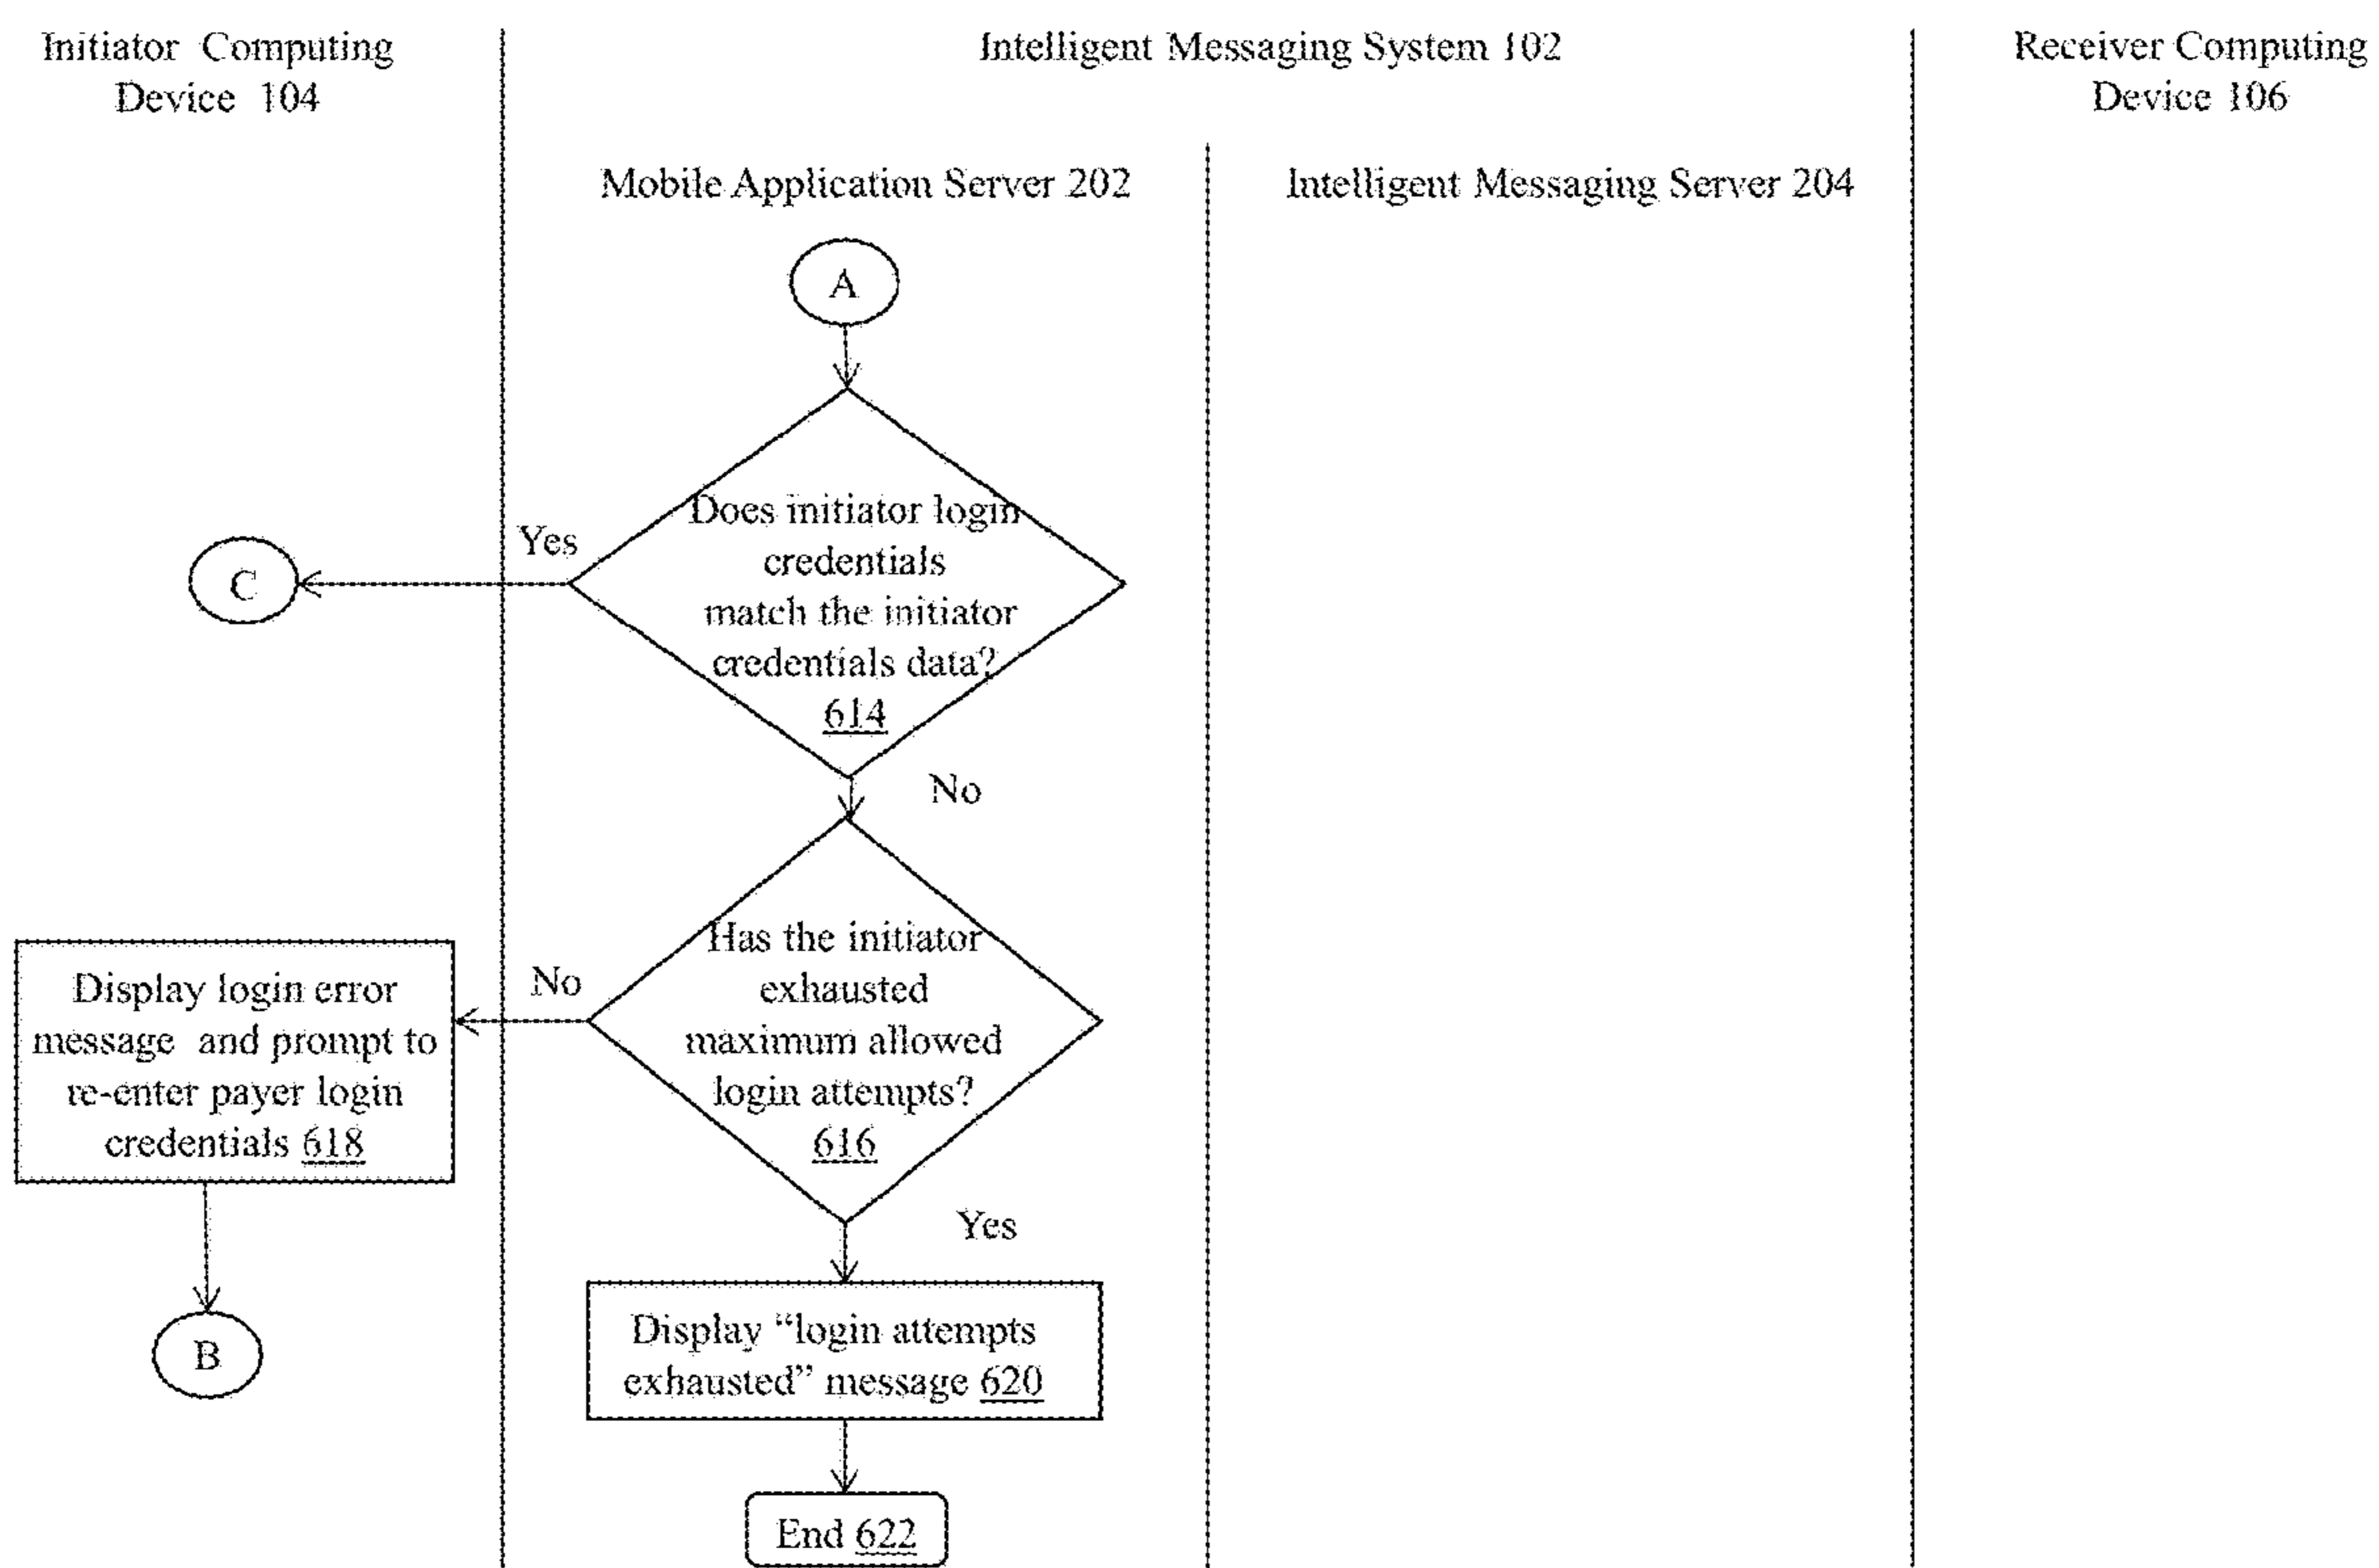 Initiator Computing
Device 104
Intelligent Messaging System 102
Receiver Computing
Device 106
Mobile Application Server 202
Intelligent Messaging Server 204
A
Does initiator login
credentials
match the initiator
credentials data?
614
Yes
C
No
Has the initiator
exhausted
maximum allowed
login attempts?
616
No
Display login error
message and prompt to
re-enter payer login
credentials 618
B
Yes
Display “login attempts
exhausted” message 620
End 622